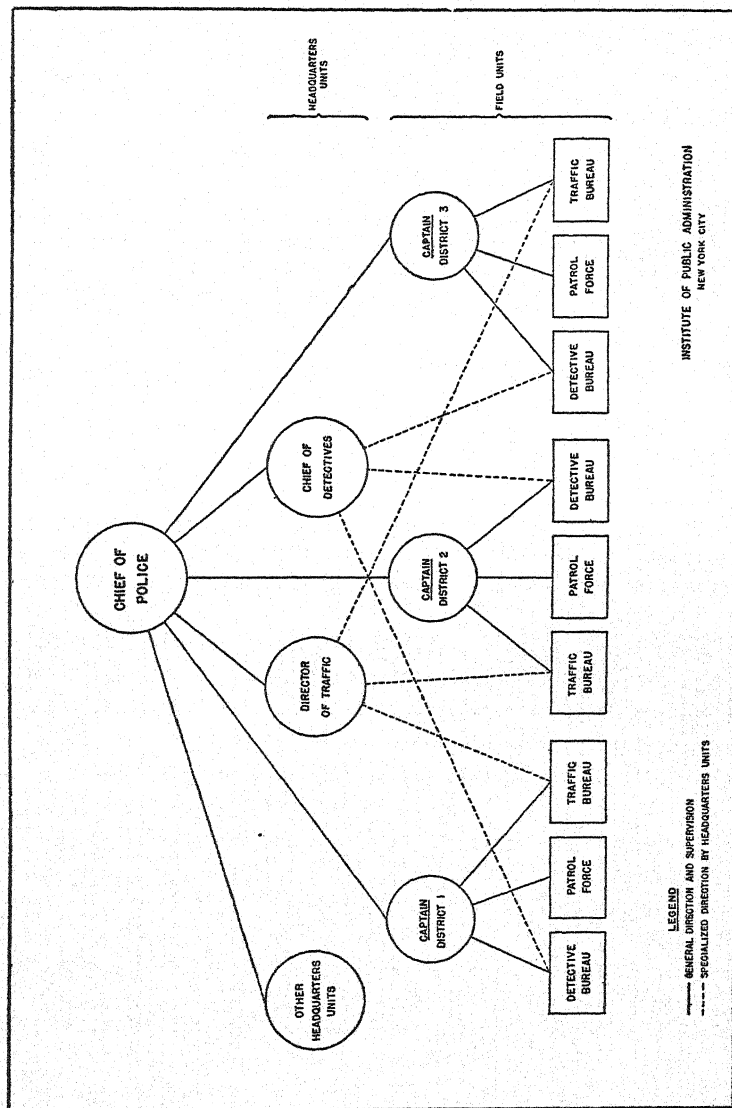 CHIEF OF
POLICE
HEADQUARTERS
UNITS
OTHER
HEADQUARTERS
UNITS
DIRECTOR
OF TRAFFIC
CHIEF OF
DETECTIVES
FIELD UNITS
CAPTAIN
DISTRICT 1
CAPTAIN
DISTRICT 2
CAPTAIN
DISTRICT 3
DETECTIVE
BUREAU
PATROL
FORCE
TRAFFIC
BUREAU
TRAFFIC
BUREAU
PATROL
FORCE
DETECTIVE
BUREAU
DETECTIVE
BUREAU
PATROL
FORCE
TRAFFIC
BUREAU
LEGEND
GENERAL DIRECTION AND SUPERVISION
SPECIALIZED DIRECTION BY HEADQUARTERS UNITS
INSTITUTE OF PUBLIC ADMINISTRATION
NEW YORK CITY